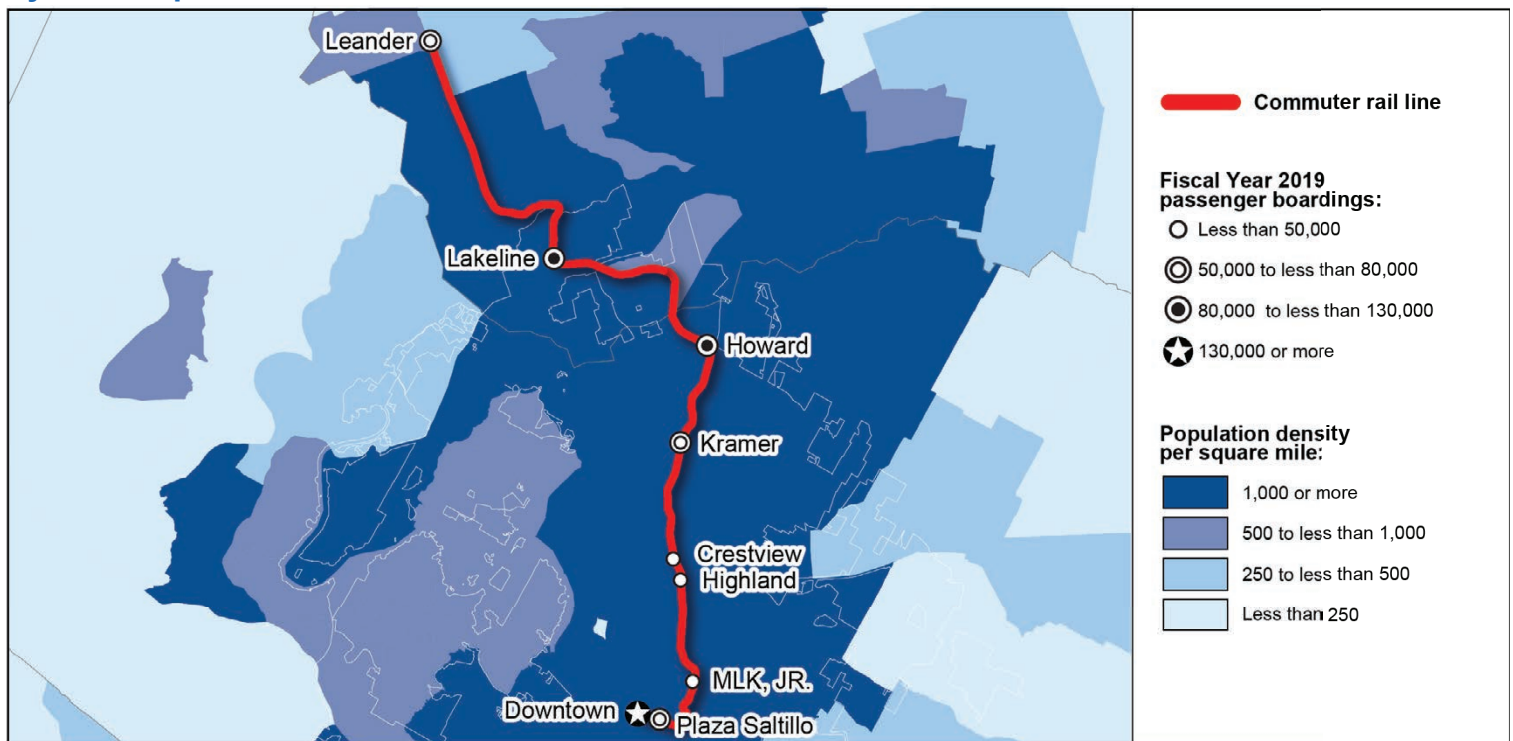 Leander
Lakeline
Howard
Kramer
Crestview
Highland
MLK, JR.
Downtown
Plaza Saltillo
Commuter rail line
Fiscal Year 2019
passenger boardings:
Less than 50,000
50,000 to less than 80,000
80,000 to less than 130,000
130,000 or more
Population density
per square mile:
1,000 or more
500 to less than 1,000
250 to less than 500
Less than 250